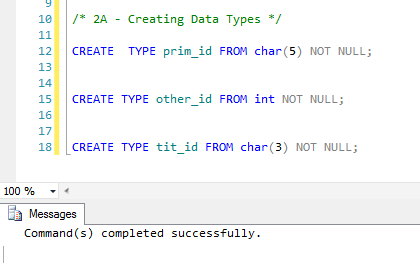 9
10 /* 2A - Creating Data Types */
11
12 CREATE  TYPE prim_id FROM char(5) NOT NULL;
13
14
15 CREATE TYPE other_id FROM int NOT NULL;
16
17
18 CREATE TYPE tit_id FROM char(3) NOT NULL;
100 %
Messages
Command(s) completed successfully.